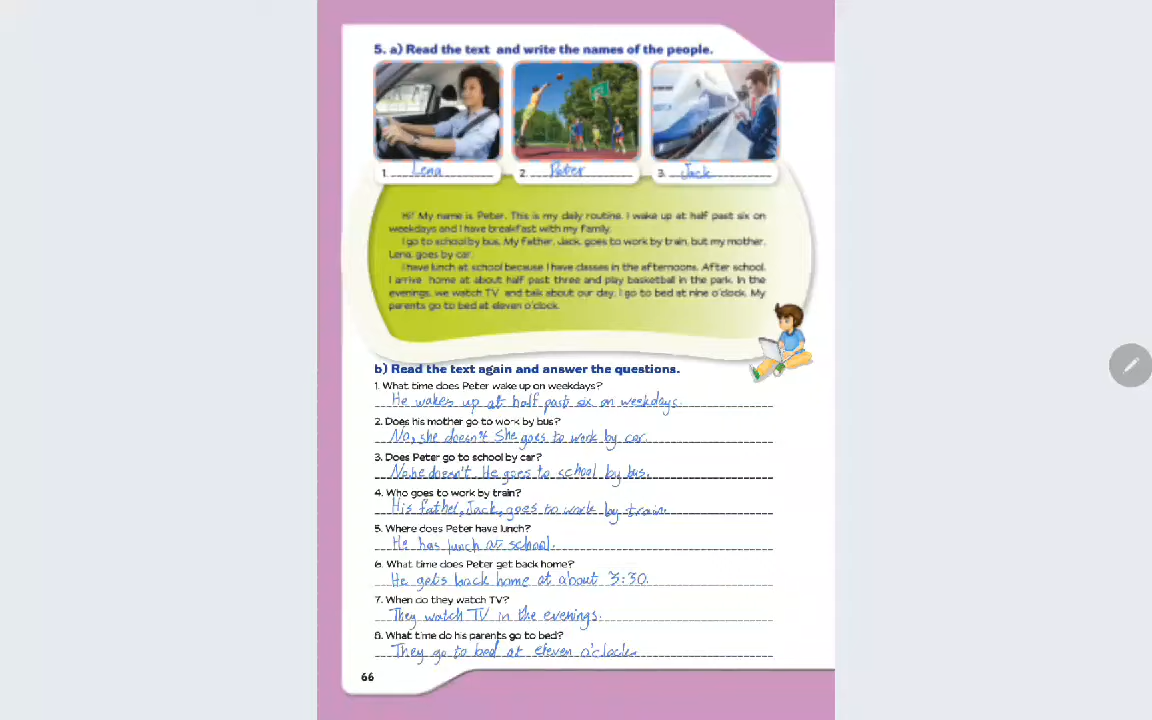 5. a) Read the text and write the names of the people.
1. Lena 2. Peter 3. Jack
Hi! My name is Peter. This is my daily routine. I wake up at half past six on
weekdays and I have breakfast with my family.
I go to school by bus. My father, Jack, goes to work by train, but my mother,
Lena, goes by car.
I have lunch at school because I have classes in the afternoons. After school,
I arrive home at about half past three and play basketball in the park. In the
evenings, we watch TV and talk about our day. I go to bed at nine o'clock. My
parents go to bed at eleven o'clock.
b) Read the text again and answer the questions.
1. What time does Peter wake up on weekdays?
He wakes up at half past six on weekdays.
2. Does his mother go to work by bus?
No, she doesn't She goes to work by car.
3. Does Peter go to school by car?
No he doesn't. He goes to school by bus.
4. Who goes to work by train?
His father, Jack, goes to work by train.
5. Where does Peter have lunch?
He has lunch at school.
6. What time does Peter get back home?
He gets back home at about 3:30.
7. When do they watch TV?
They watch TV in the evenings.
8. What time do his parents go to bed?
They go to bed at eleven o'clock.
66